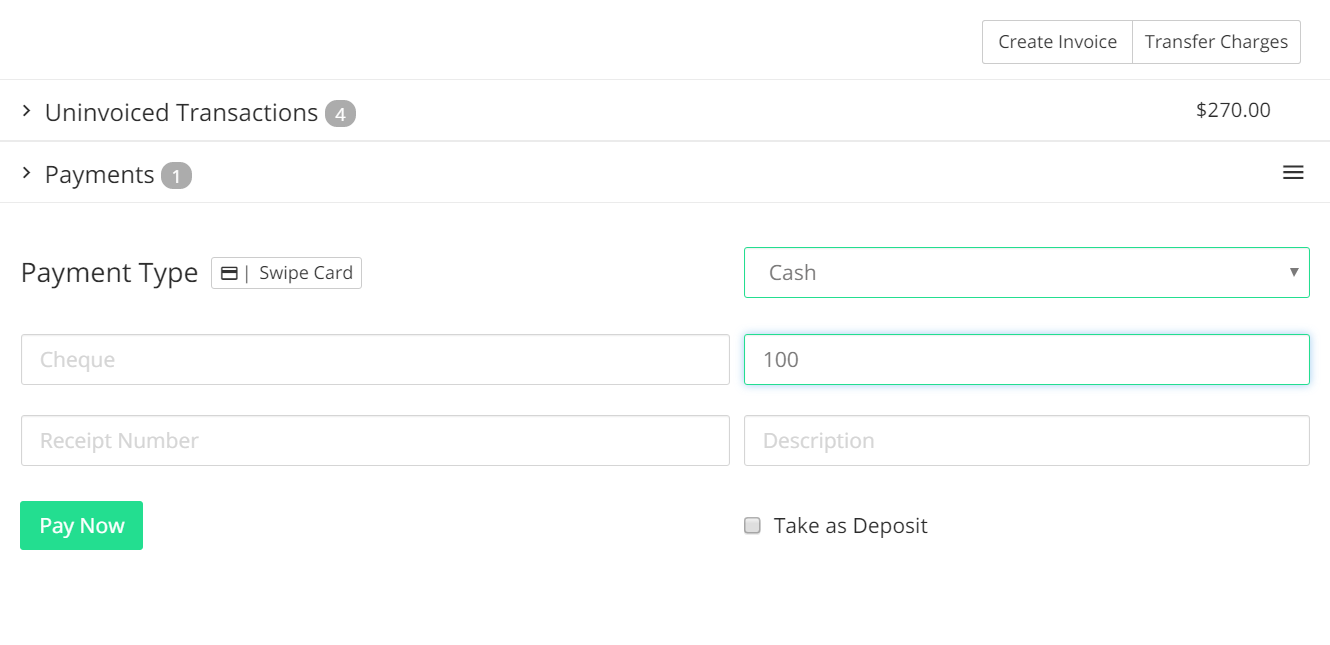 Create Invoice Transfer Charges
Uninvoiced Transactions 4 $270.00
Payments 1
Payment Type | Swipe Card Cash
Cheque 100
Receipt Number Description
Pay Now Take as Deposit